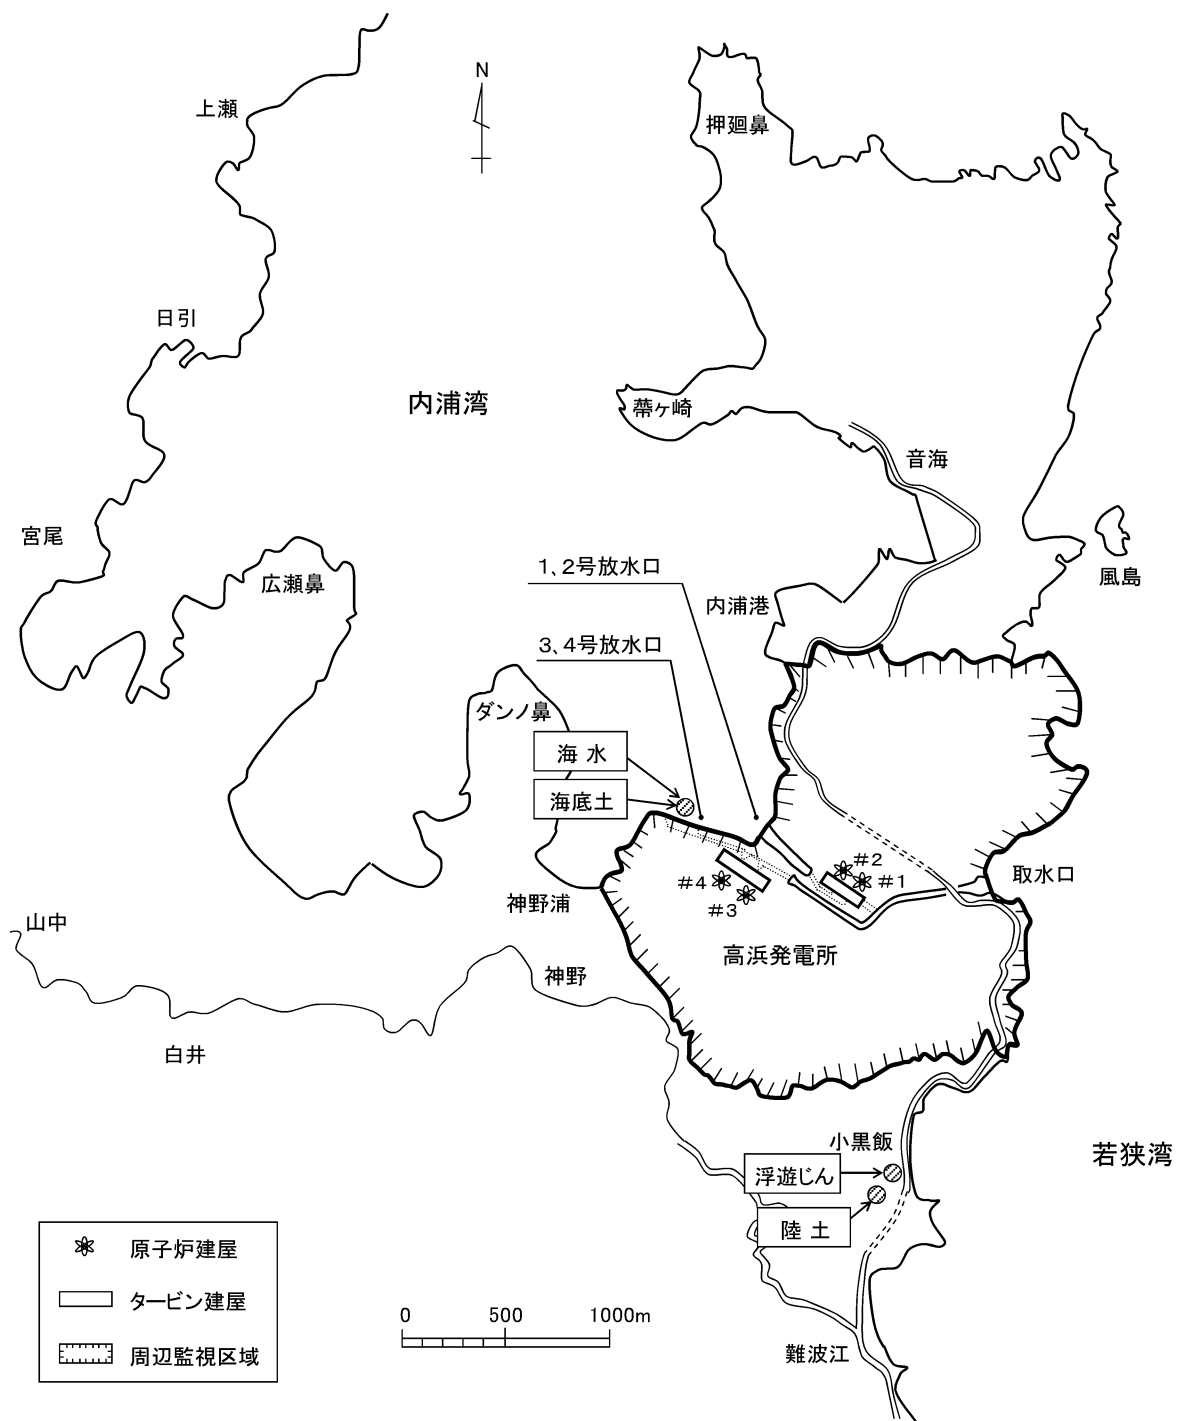 N
上瀬
押廻鼻
日引
内浦湾
蔕ヶ崎
音海
宮尾
広瀬鼻
風島
1、2号放水口
内浦港
3、4号放水口
ダンノ鼻
海水
海底土
#2
#1
取水口
#4
#3
神野浦
山中
高浜発電所
神野
白井
小黒飯
若狭湾
浮遊じん
陸土
原子炉建屋
タービン建屋
周辺監視区域
0 500 1000m
難波江